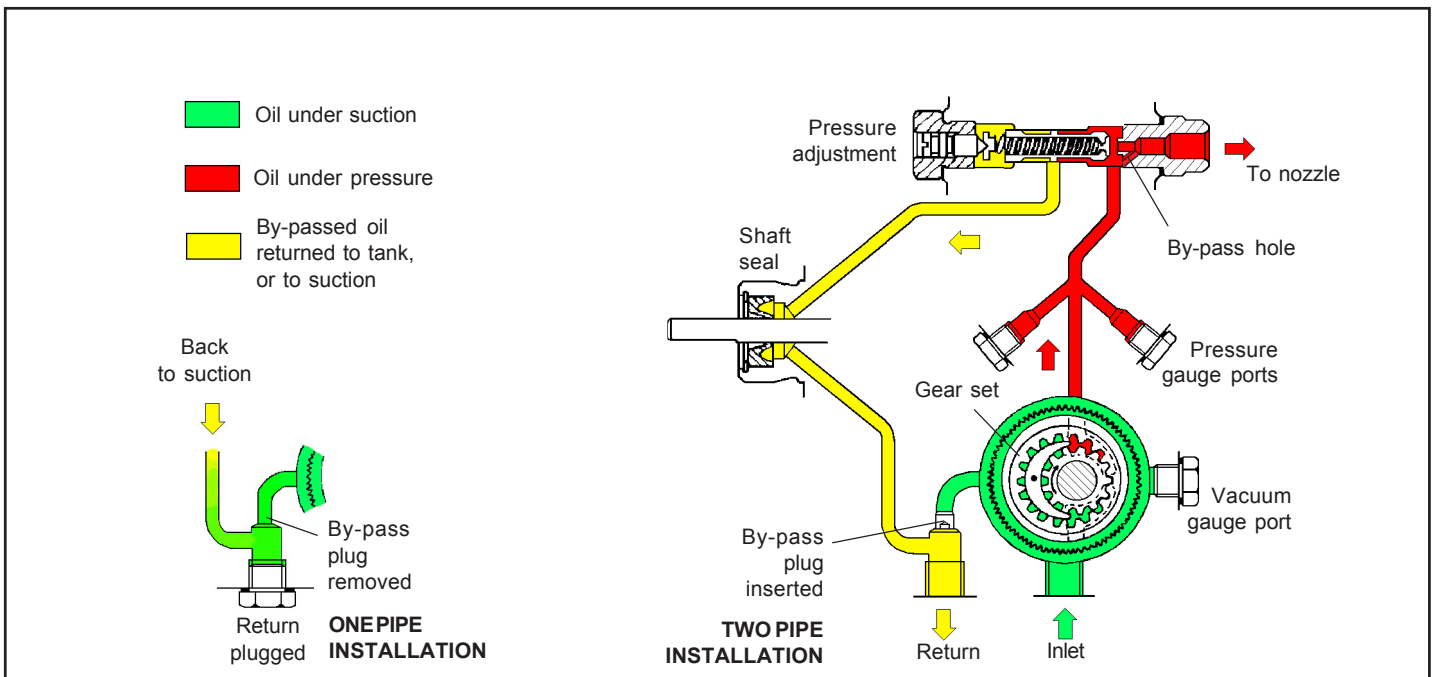 Oil under suction
Oil under pressure
By-passed oil
returned to tank,
or to suction
Back
to suction
By-pass
plug
removed
Return
plugged
ONE PIPE
INSTALLATION
Pressure
adjustment
To nozzle
By-pass hole
Shaft
seal
Pressure
gauge ports
Gear set
Vacuum
gauge port
By-pass
plug
inserted
TWO PIPE
INSTALLATION
Return
Inlet